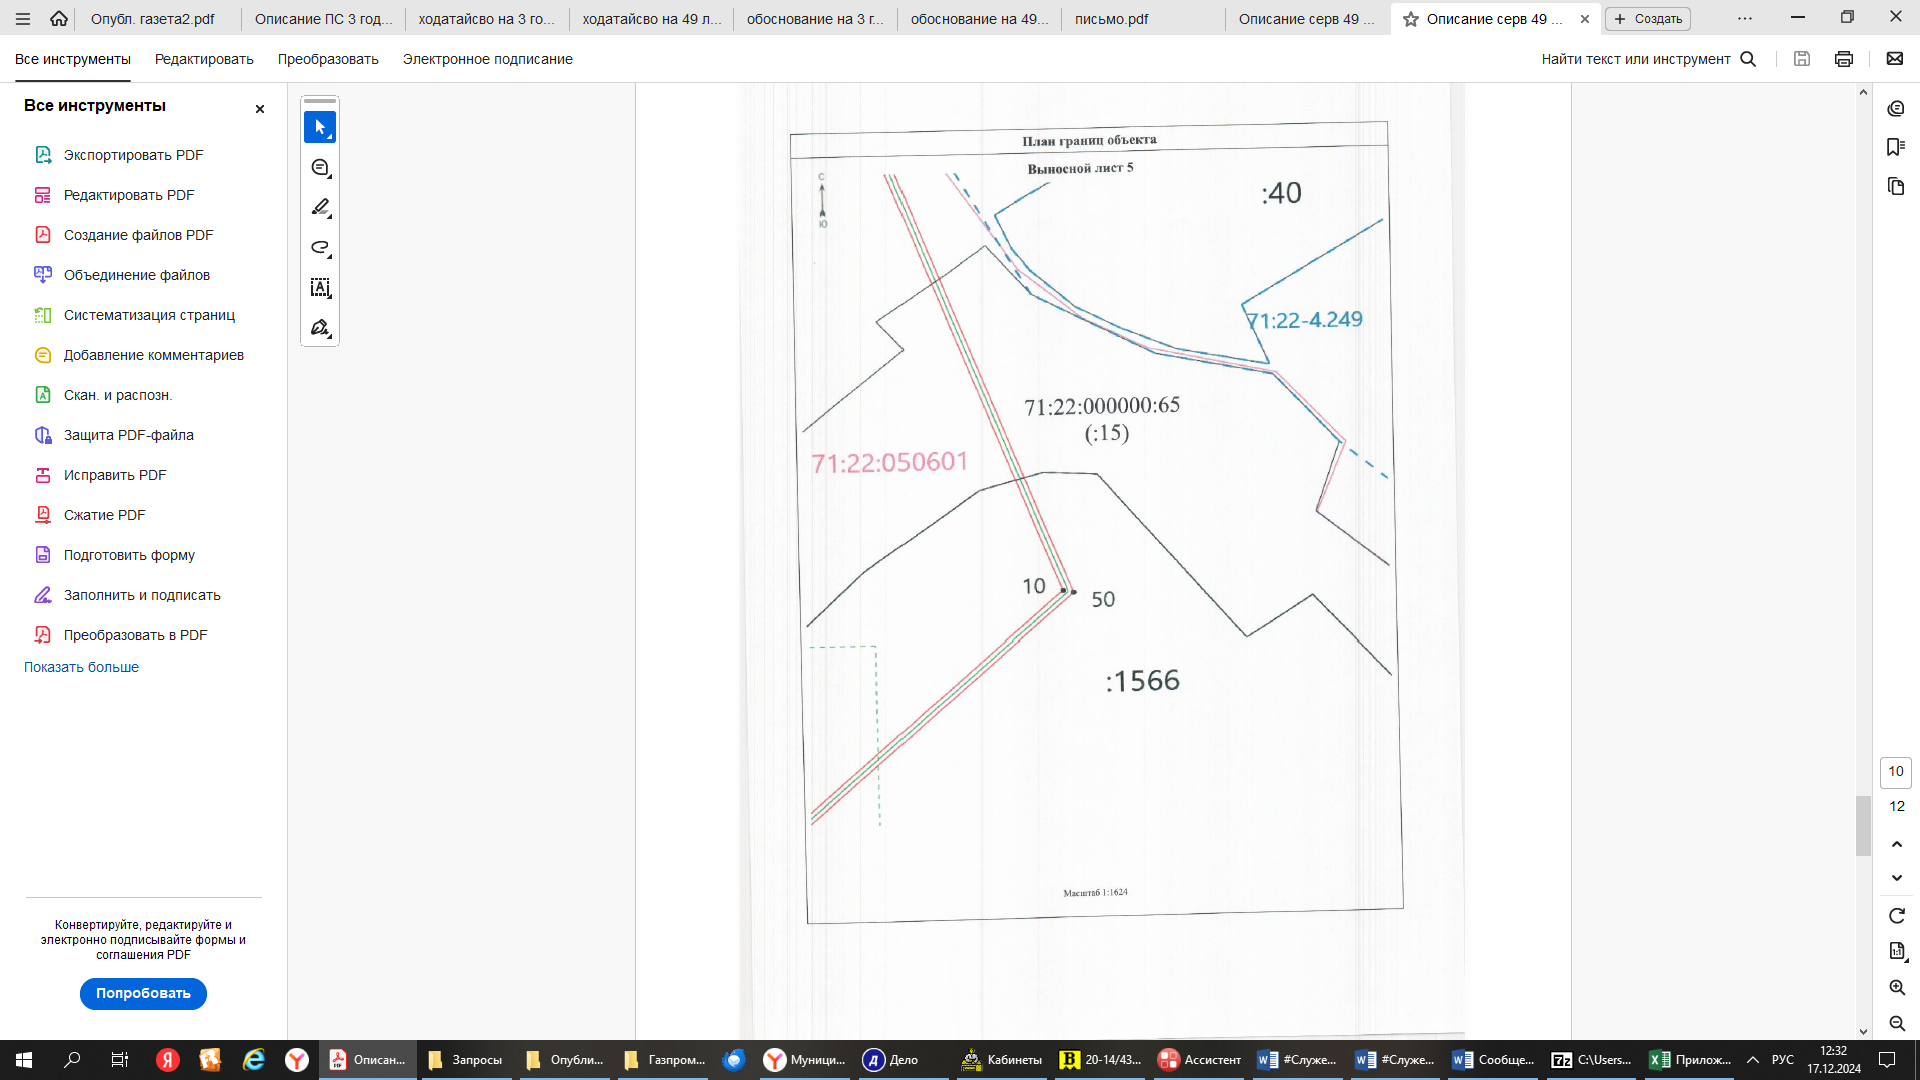 Опубл. газета2.pdf
Описание ПС 3 год...
ходатайсво на 3 го...
ходатайсво на 49 л...
обоснование на 3 г...
обоснование на 49...
письмо.pdf
Описание серв 49 ...
Описание серв 49 ...
Создать
Все инструменты
Редактировать
Преобразовать
Электронное подписание
Найти текст или инструмент
Все инструменты
Экспортировать PDF
Редактировать PDF
Создание файлов PDF
Объединение файлов
Систематизация страниц
Добавление комментариев
Скан. и распозн.
Защита PDF-файла
Исправить PDF
Сжатие PDF
Подготовить форму
Заполнить и подписать
Преобразовать в PDF
Показать больше
Конвертируйте, редактируйте и
электронно подписывайте формы и
соглашения PDF
Попробовать
План границ объекта
Выносной лист 5
С
Ю
:40
71:22-4.249
71:22:000000:65
(:15)
71:22:050601
10
50
:1566
Масштаб 1:1624
10
12
Описан...
Запросы
Опубли...
Газпром...
Муници...
Дело
Кабинеты
20-14/43...
Ассистент
#Служе...
#Служе...
Сообще...
C:\Users...
Прилож...
РУС
12:32
17.12.2024